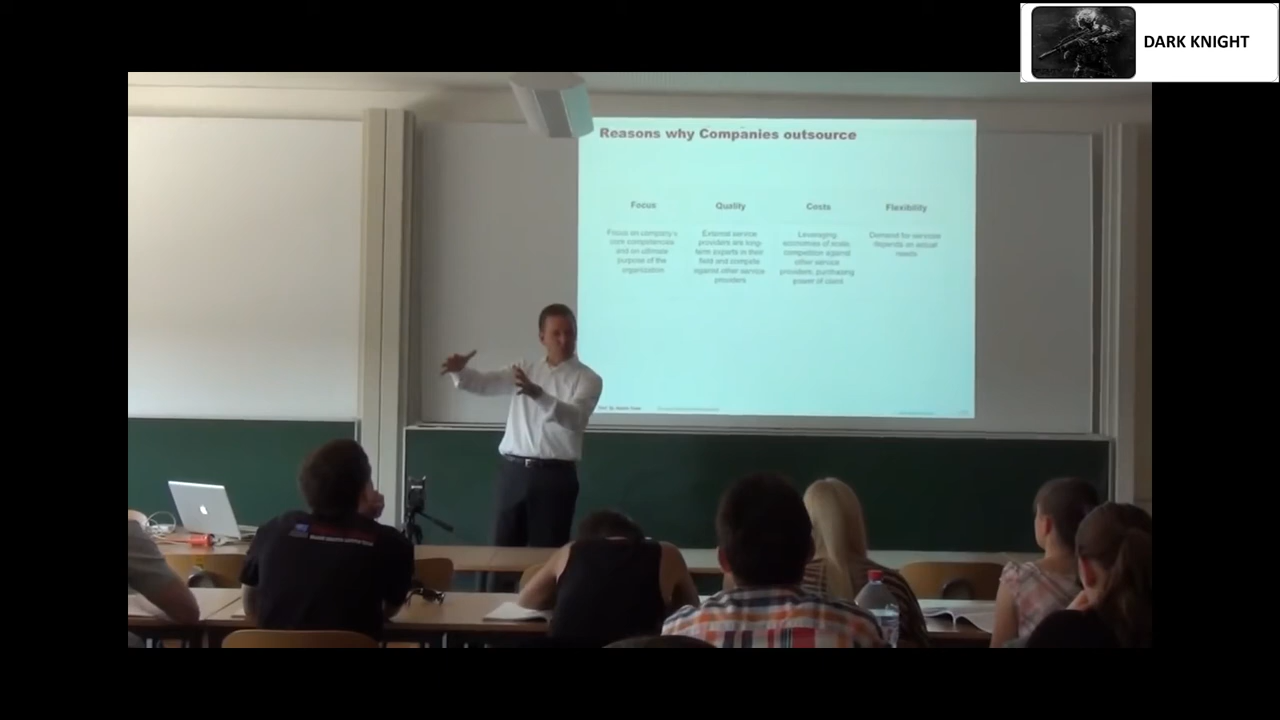 DARK KNIGHT
Reasons why Companies outsource
Focus
Quality
Costs
Flexibility
Focus on company's
core competencies
and on ultimate
purpose of the
organization
External service
providers are long-
term experts in their
field and compete
against other service
providers
Leveraging
economies of scale,
competition against
other service
providers, purchasing
power of users
Demand for services
depends on actual
needs